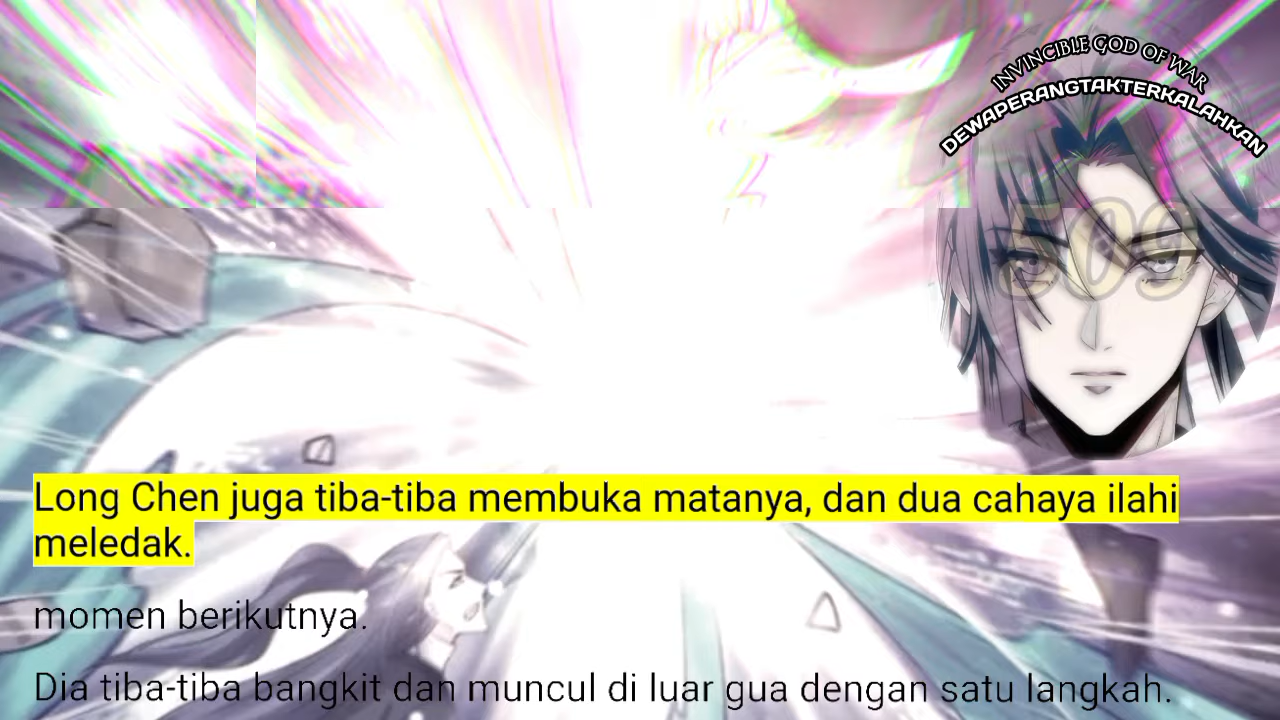 INVINCIBLE GOD OF WAR
DEWAPERANGTAKTERKALAHKAN
509
Long Chen juga tiba-tiba membuka matanya, dan dua cahaya ilahi
meledak.
momen berikutnya.
Dia tiba-tiba bangkit dan muncul di luar gua dengan satu langkah.